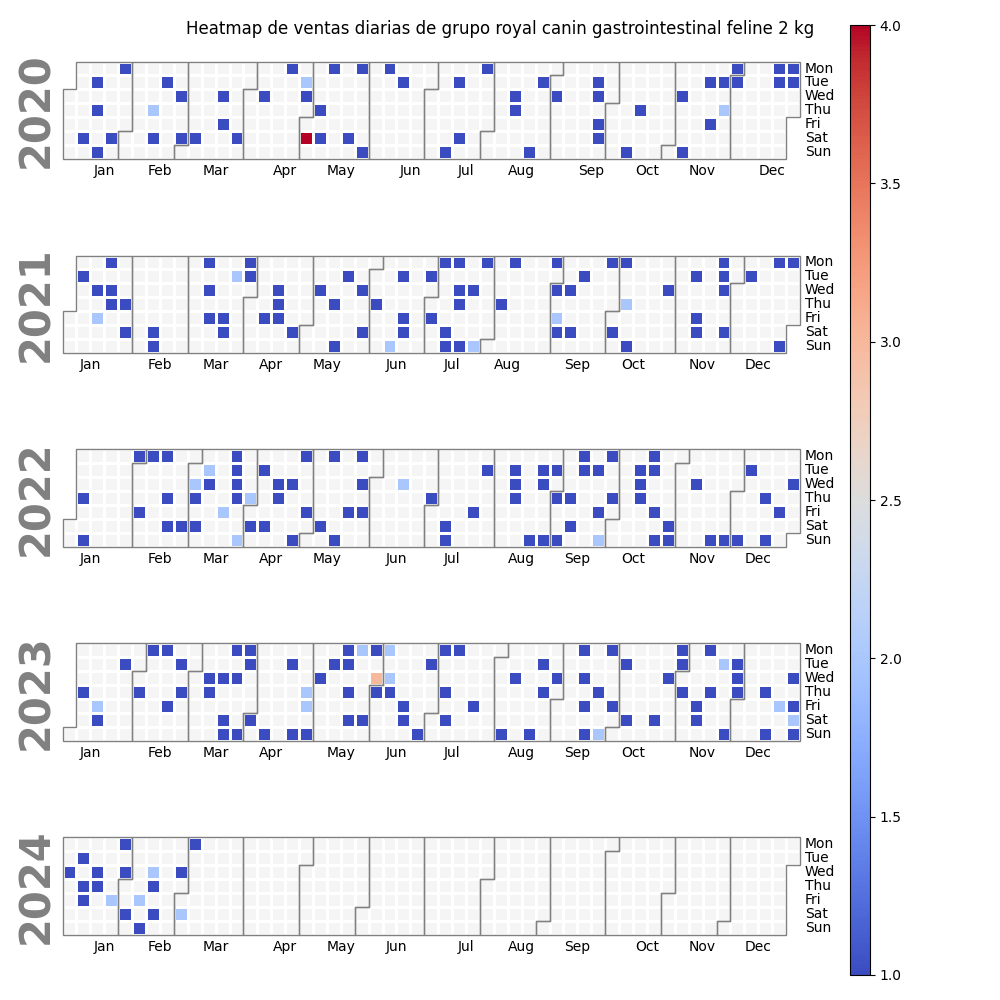 Heatmap de ventas diarias de grupo royal canin gastrointestinal feline 2 kg
2020
Mon
Tue
Wed
Thu
Fri
Sat
Sun
Jan Feb Mar Apr May Jun Jul Aug Sep Oct Nov Dec
2021
Mon
Tue
Wed
Thu
Fri
Sat
Sun
Jan Feb Mar Apr May Jun Jul Aug Sep Oct Nov Dec
2022
Mon
Tue
Wed
Thu
Fri
Sat
Sun
Jan Feb Mar Apr May Jun Jul Aug Sep Oct Nov Dec
2023
Mon
Tue
Wed
Thu
Fri
Sat
Sun
Jan Feb Mar Apr May Jun Jul Aug Sep Oct Nov Dec
2024
Mon
Tue
Wed
Thu
Fri
Sat
Sun
Jan Feb Mar Apr May Jun Jul Aug Sep Oct Nov Dec
4.0
3.5
3.0
2.5
2.0
1.5
1.0